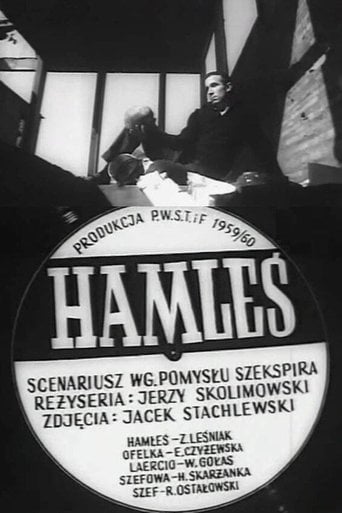 PRODUKCJA P.W.S.T.iF 1959/60
HAMLEŚ
SCENARIUSZ WG. POMYSŁU SZEKSPIRA
REŻYSERIA: JERZY SKOLIMOWSKI
ZDJĘCIA: JACEK STACHLEWSKI
HAMŁEŚ-Z.LEŚNIAK
OFELKA-E.CZYŻEWSKA
LAERCIO-W.GOŁAS
SZEFOWA-H.SKARŻANKA
SZEF-R.OSTAŁOWSKI